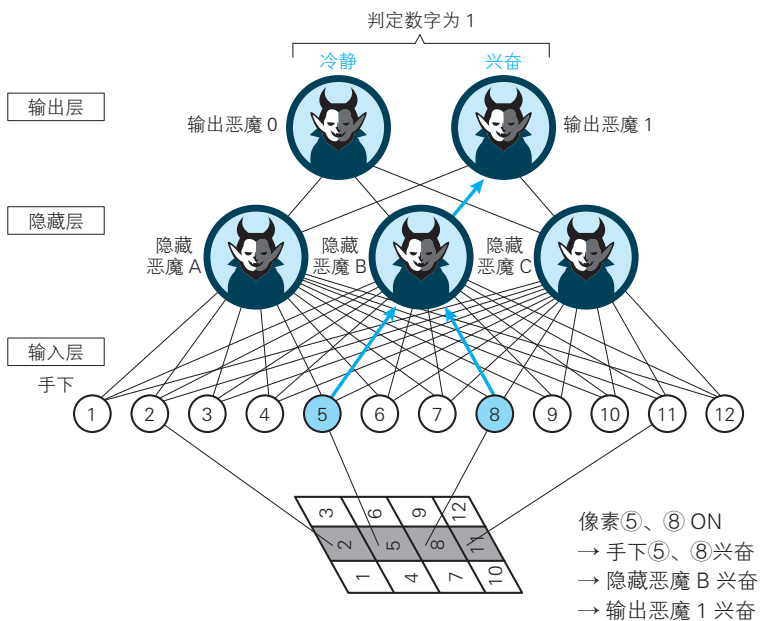 判定数字为 1
冷静
兴奋
输出层
输出恶魔 0
输出恶魔 1
隐藏层
隐藏
恶魔 A
隐藏
恶魔 B
隐藏
恶魔 C
输入层
手下
1 2 3 4 5 6 7 8 9 10 11 12
3 6 9 12
2 5 8 11
1 4 7 10
像素⑤、⑧ ON
→ 手下⑤、⑧兴奋
→ 隐藏恶魔 B 兴奋
→ 输出恶魔 1 兴奋